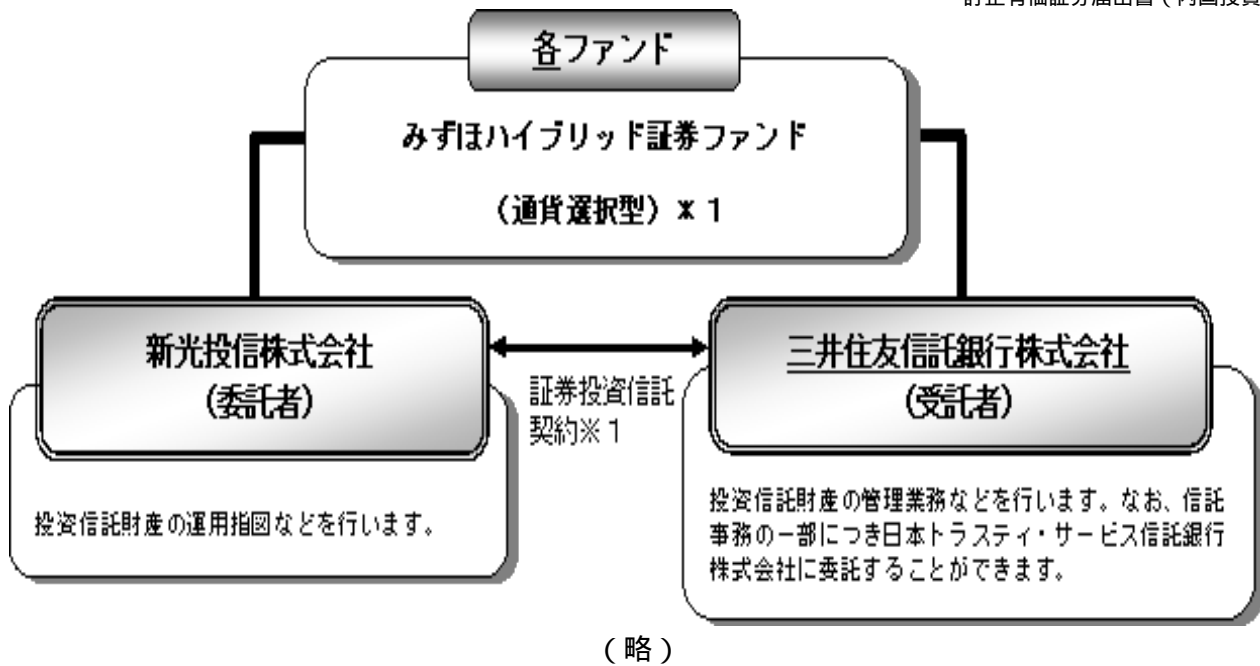 各ファンド
みずほハイブリッド証券ファンド
（通貨選択型）※１
新光投信株式会社
(委託者)
投資信託財産の運用指図などを行います。
証券投資信託
契約※１
三井住友信託銀行株式会社
(受託者)
投資信託財産の管理業務などを行います。なお、信託
事務の一部につき日本トラスティ・サービス信託銀行
株式会社に委託することができます。
（略）